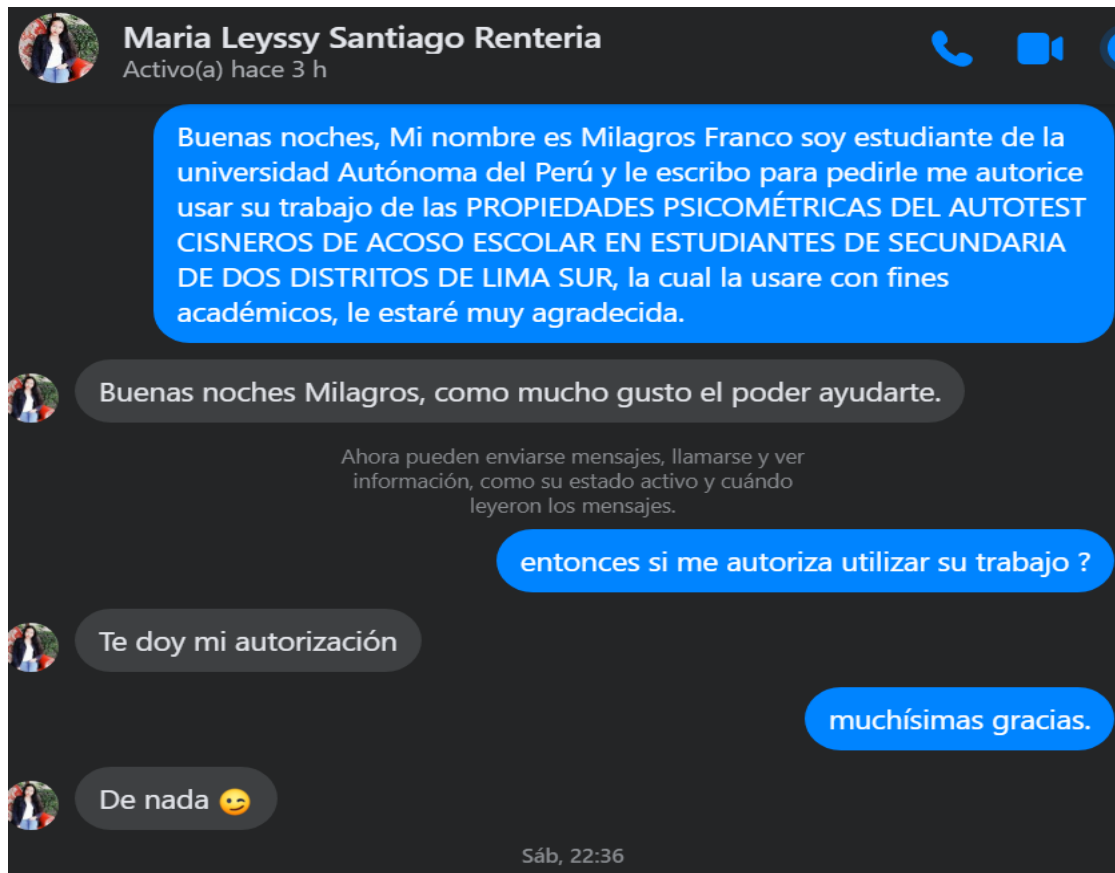 Maria Leyssy Santiago Renteria
Activo(a) hace 3 h
Buenas noches, Mi nombre es Milagros Franco soy estudiante de la
universidad Autónoma del Perú y le escribo para pedirle me autorice
usar su trabajo de las PROPIEDADES PSICOMÉTRICAS DEL AUTOTEST
CISNEROS DE ACOSO ESCOLAR EN ESTUDIANTES DE SECUNDARIA
DE DOS DISTRITOS DE LIMA SUR, la cual la usare con fines
académicos, le estaré muy agradecida.
Buenas noches Milagros, como mucho gusto el poder ayudarte.
Ahora pueden enviarse mensajes, llamarse y ver
información, como su estado activo y cuándo
leyeron los mensajes.
entonces si me autoriza utilizar su trabajo ?
Te doy mi autorización
muchísimas gracias.
De nada 😉
Sáb, 22:36